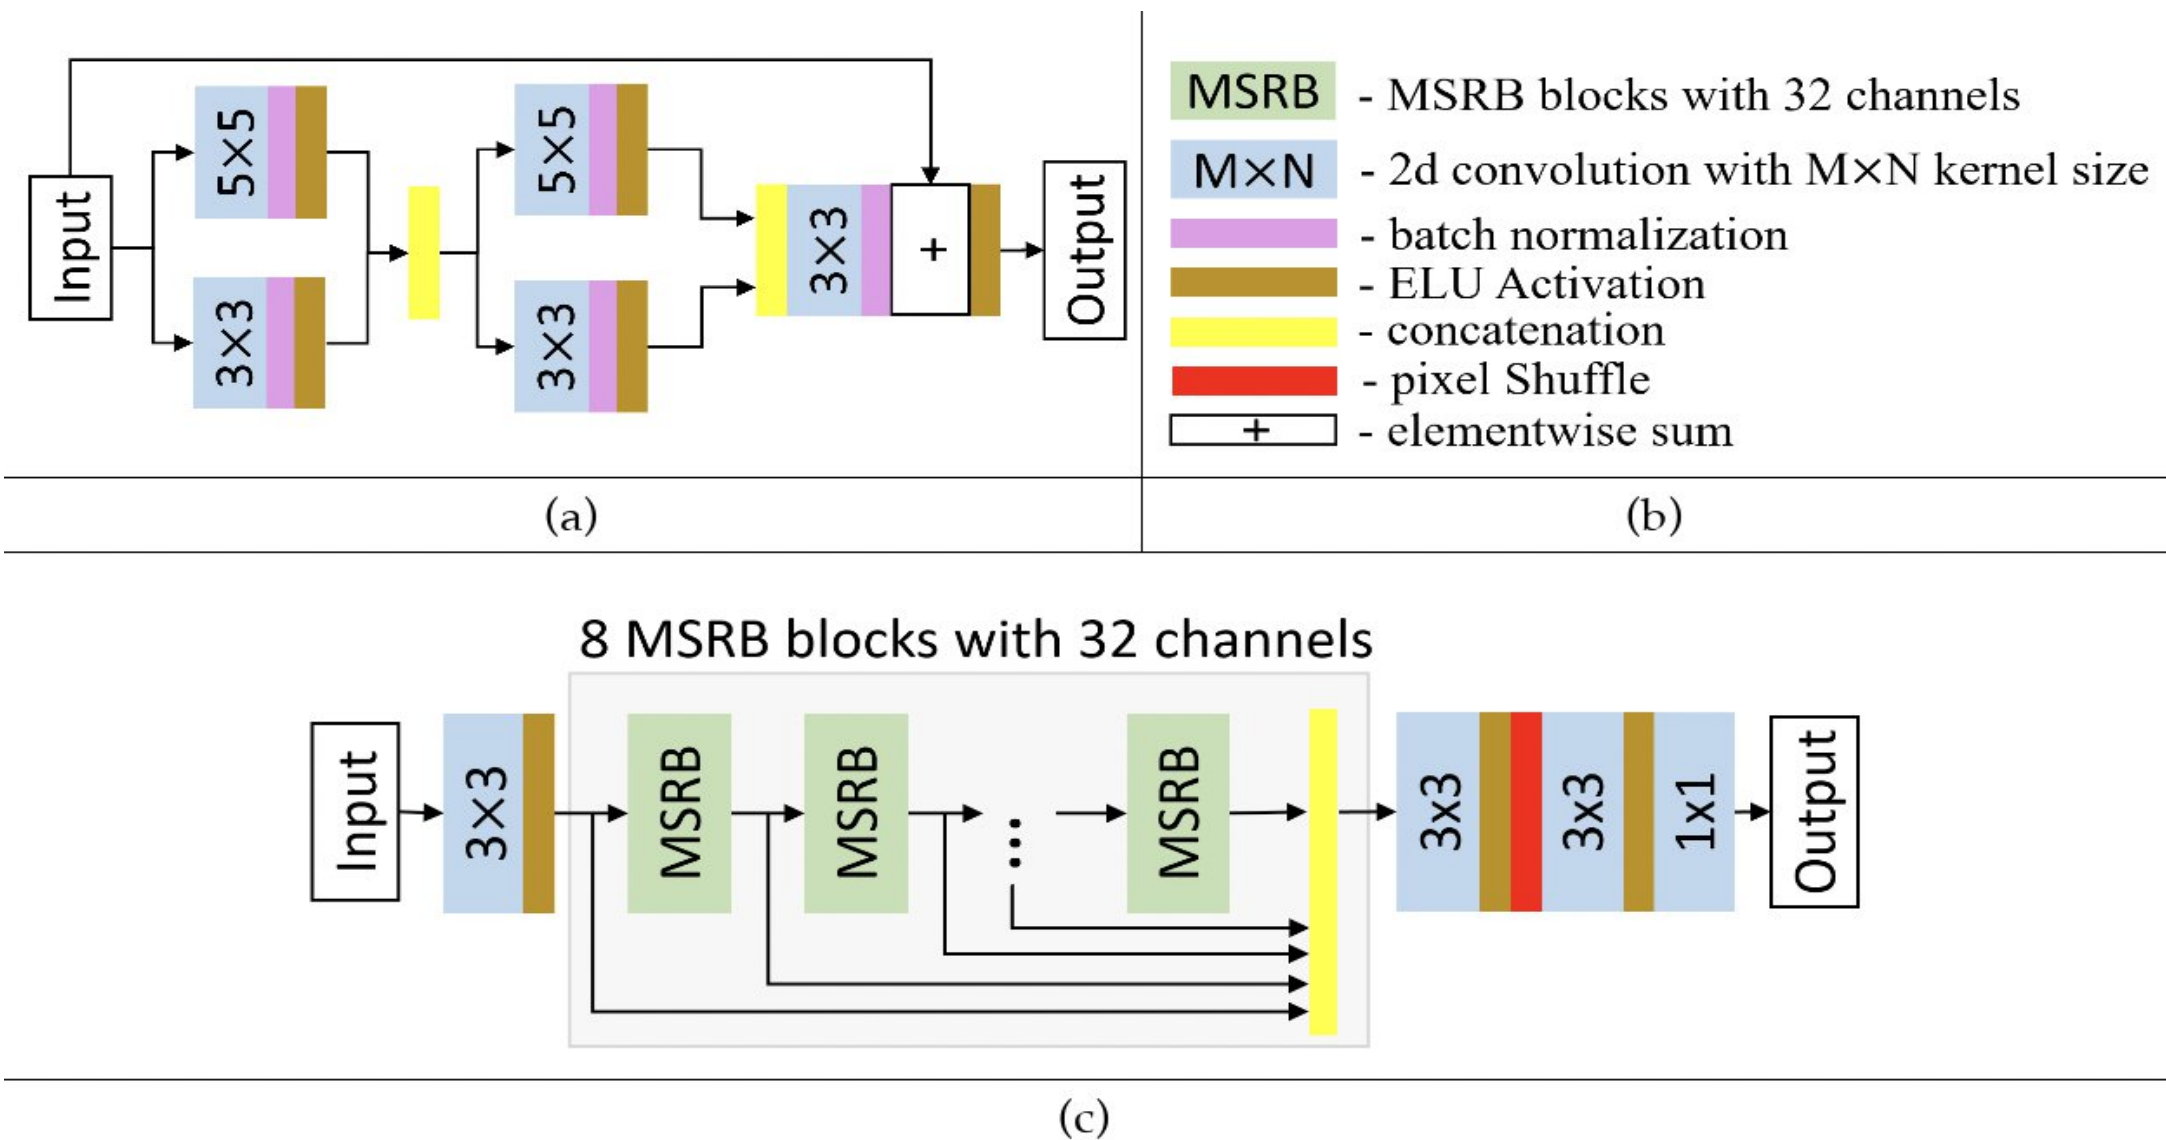 Input
5×5
3×3
5×5
3×3
3×3
+
Output
MSRB - MSRB blocks with 32 channels
M×N - 2d convolution with M×N kernel size
- batch normalization
- ELU Activation
- concatenation
- pixel Shuffle
+ - elementwise sum
(a)
(b)
8 MSRB blocks with 32 channels
Input
3×3
MSRB
MSRB
...
MSRB
3x3
3x3
1x1
Output
(c)